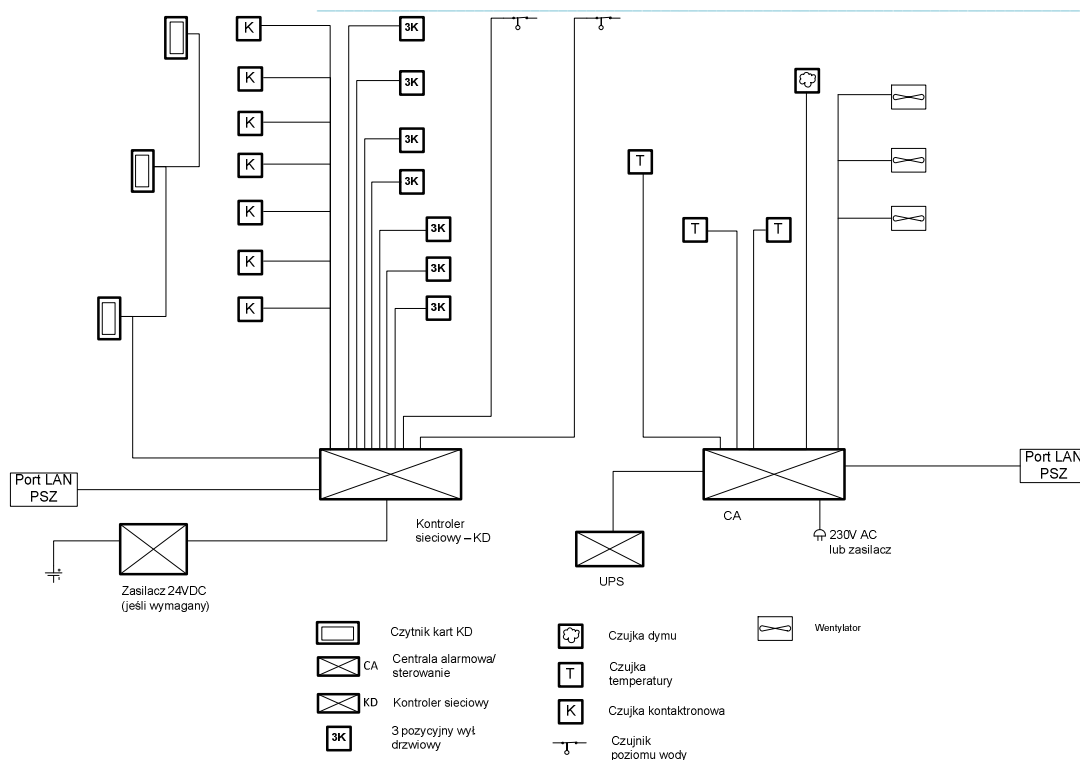 K
3K
K
3K
K
3K
T
K
3K
K
3K
T
T
K
3K
K
3K
Port LAN
PSZ
Port LAN
PSZ
Kontroler
sieciowy – KD
CA
230V AC
lub zasilacz
UPS
Zasilacz 24VDC
(jeśli wymagany)
Czytnik kart KD
CA
Centrala alarmowa/
sterowanie
KD
Kontroler sieciowy
3K
3 pozycyjny wył.
drzwiowy
Czujka dymu
T
Czujka
temperatury
K
Czujka kontaktronowa
Czujnik
poziomu wody
Wentylator